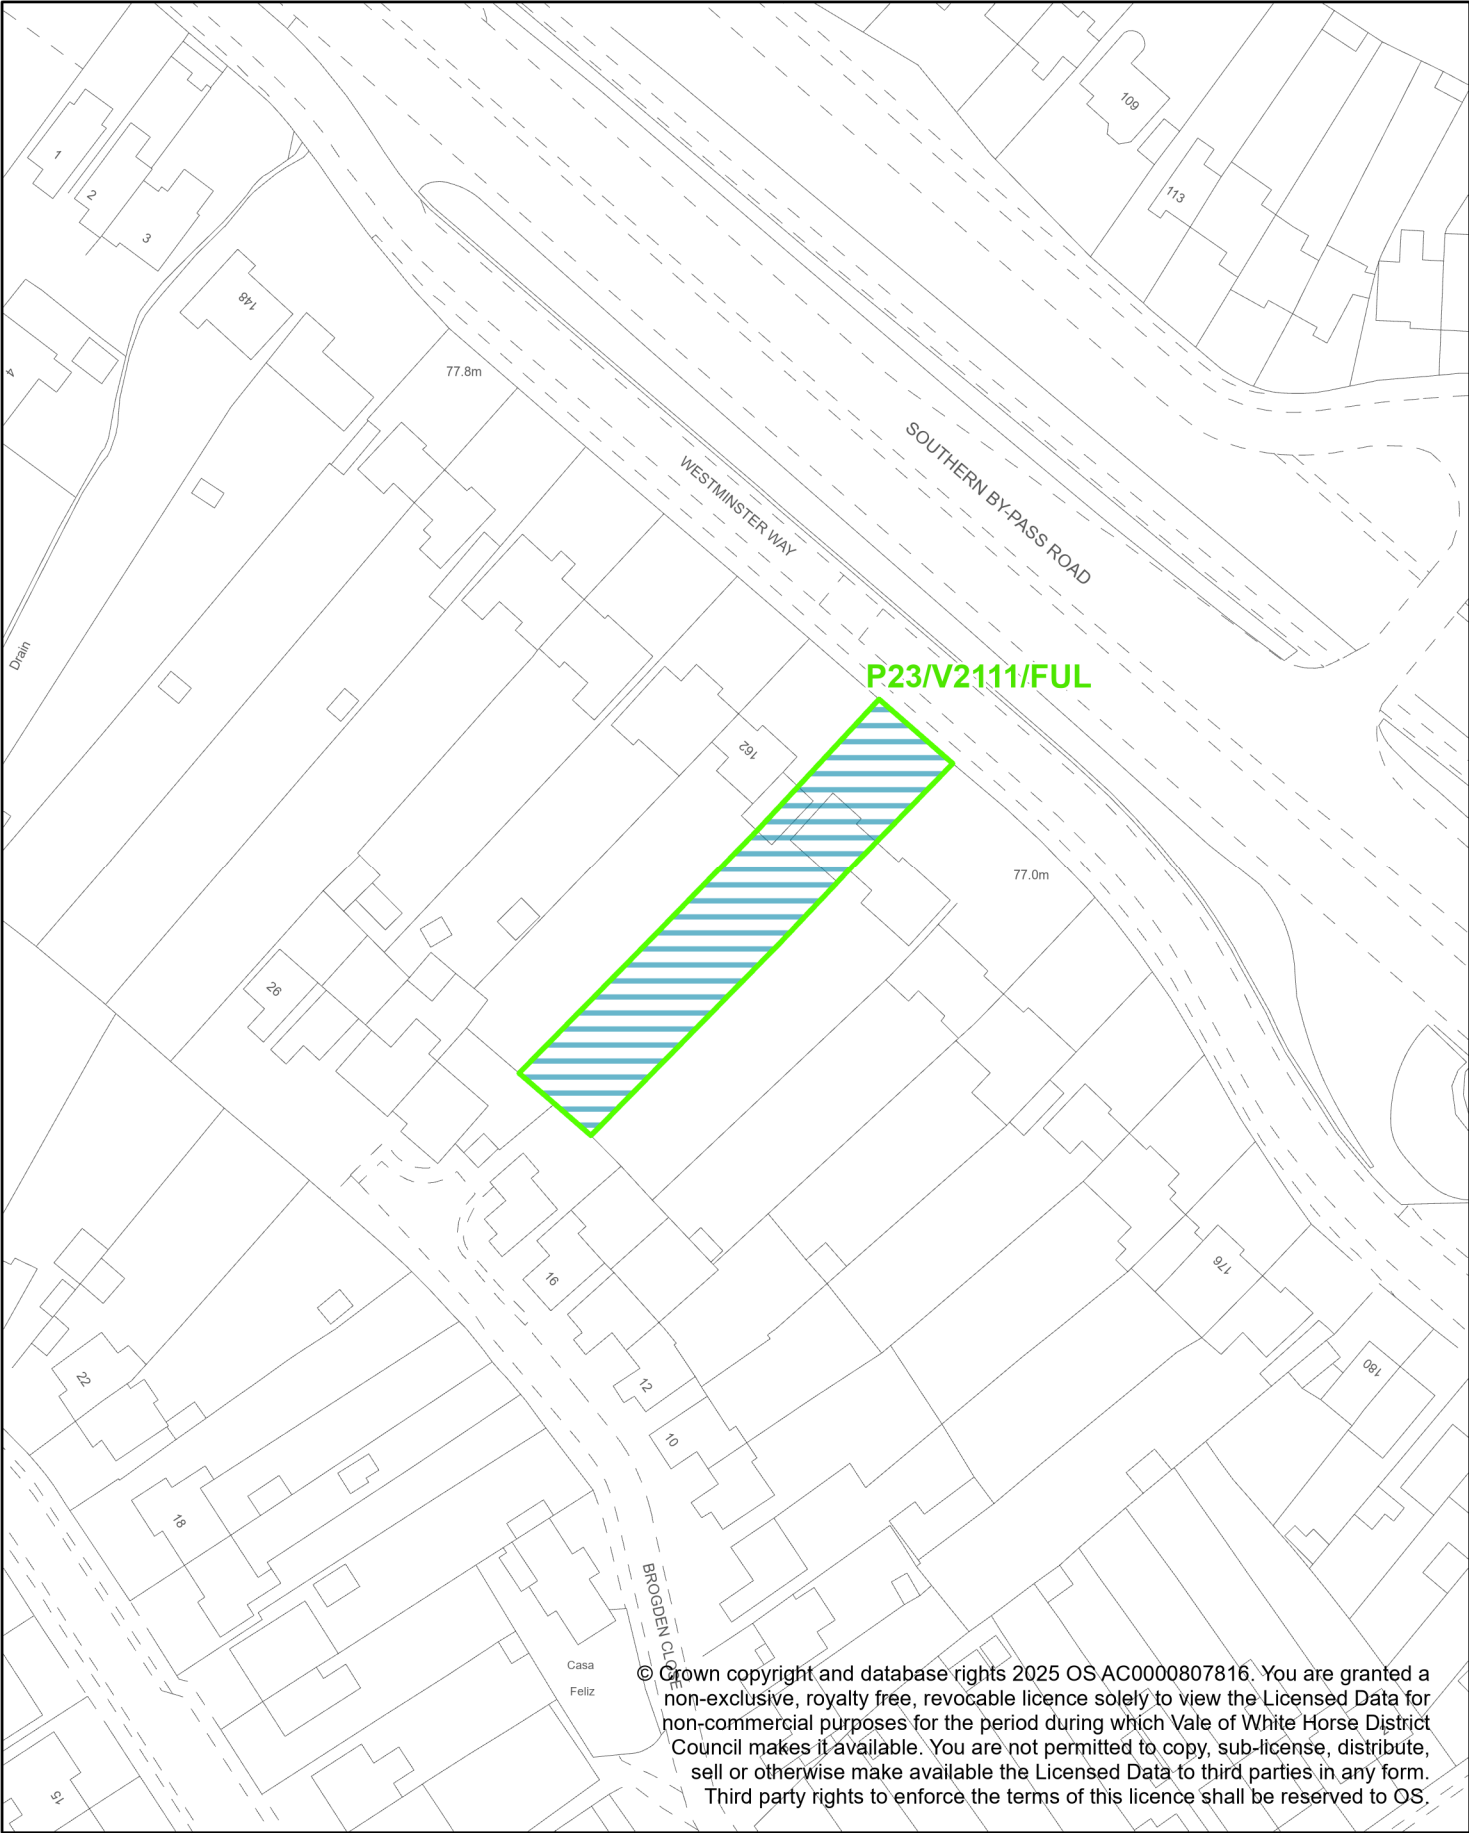 109
113
1
2
3
148
4
77.8m
SOUTHERN BY-PASS ROAD
WESTMINSTER WAY
Drain
P23/V2111/FUL
162
77.0m
26
16
176
180
12
22
10
18
BROGDEN CLOSE
Casa
Feliz
15
© Crown copyright and database rights 2025 OS AC0000807816. You are granted a
non-exclusive, royalty free, revocable licence solely to view the Licensed Data for
non-commercial purposes for the period during which Vale of White Horse District
Council makes it available. You are not permitted to copy, sub-license, distribute,
sell or otherwise make available the Licensed Data to third parties in any form.
Third party rights to enforce the terms of this licence shall be reserved to OS.